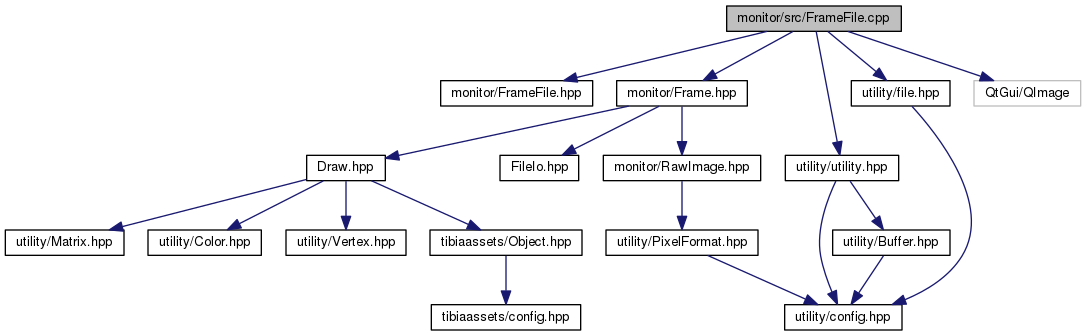 monitor/src/FrameFile.cpp
monitor/FrameFile.hpp
monitor/Frame.hpp
utility/file.hpp
QtGui/QImage
Draw.hpp
FileIo.hpp
monitor/RawImage.hpp
utility/utility.hpp
utility/Matrix.hpp
utility/Color.hpp
utility/Vertex.hpp
tibiaassets/Object.hpp
utility/PixelFormat.hpp
utility/Buffer.hpp
tibiaassets/config.hpp
utility/config.hpp